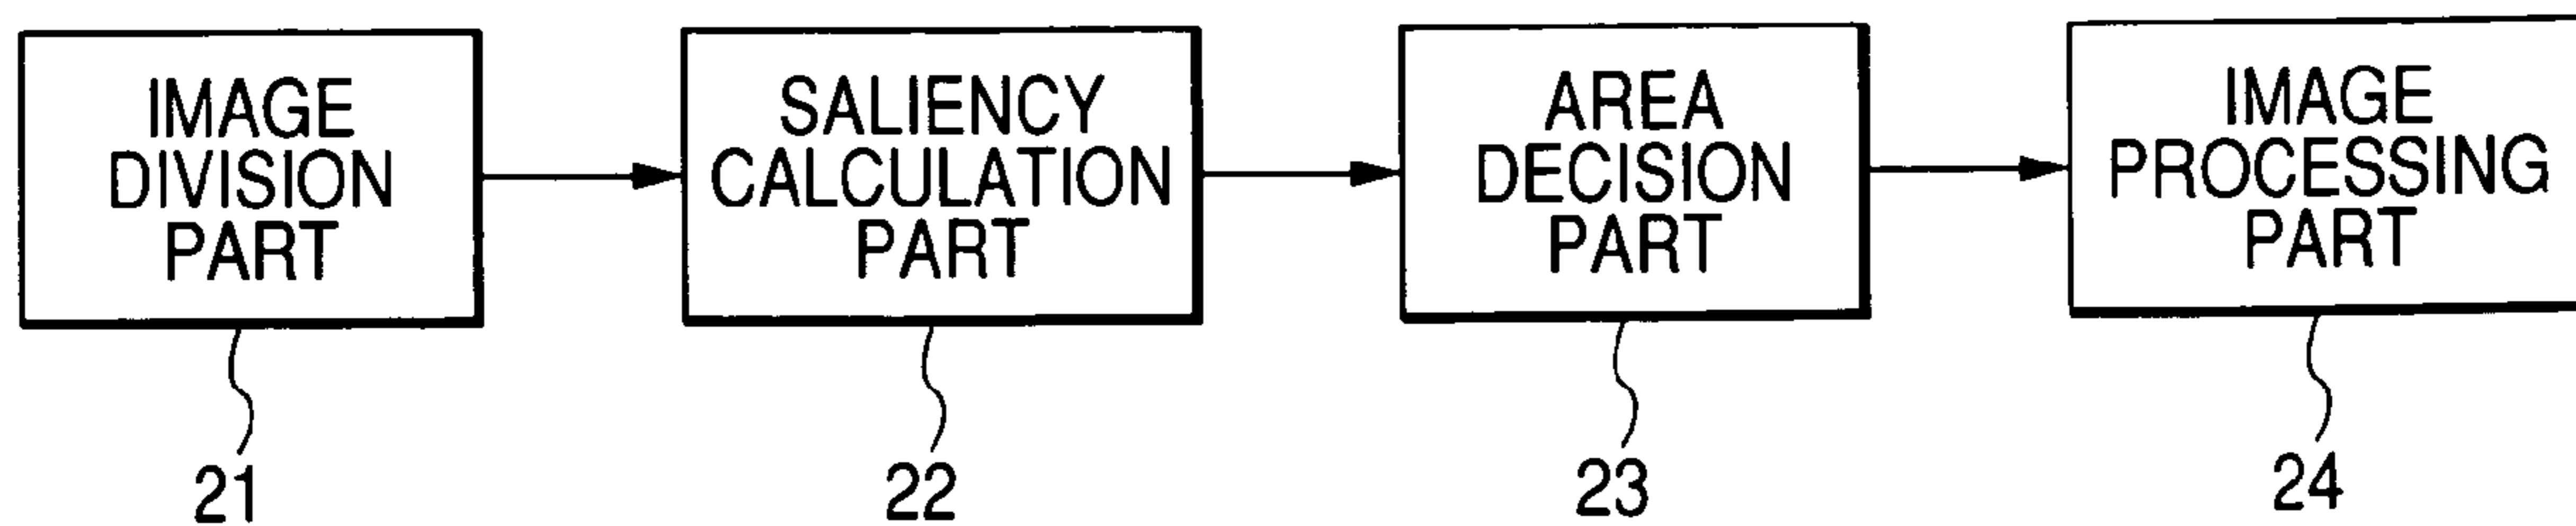 IMAGE
DIVISION
PART
SALIENCY
CALCULATION
PART
AREA
DECISION
PART
IMAGE
PROCESSING
PART
21
22
23
24